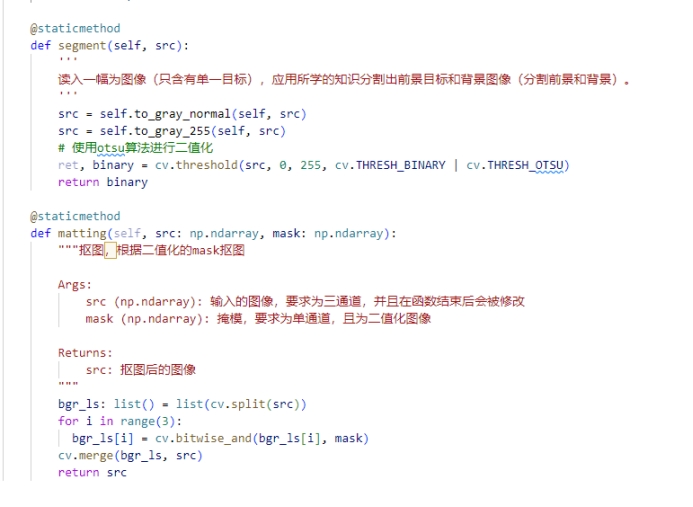 @staticmethod
def segment(self, src):
'''
读入一幅为图像（只含有单一目标），应用所学的知识分割出前景目标和背景图像（分割前景和背景）。
'''
src = self.to_gray_normal(self, src)
src = self.to_gray_255(self, src)
# 使用otsu算法进行二值化
ret, binary = cv.threshold(src, 0, 255, cv.THRESH_BINARY | cv.THRESH_OTSU)
return binary
@staticmethod
def matting(self, src: np.ndarray, mask: np.ndarray):
"""抠图，根据二值化的mask抠图
Args:
src (np.ndarray): 输入的图像，要求为三通道，并且在函数结束后会被修改
mask (np.ndarray): 掩模，要求为单通道，且为二值化图像
Returns:
src: 抠图后的图像
"""
bgr_ls: list() = list(cv.split(src))
for i in range(3):
bgr_ls[i] = cv.bitwise_and(bgr_ls[i], mask)
cv.merge(bgr_ls, src)
return src